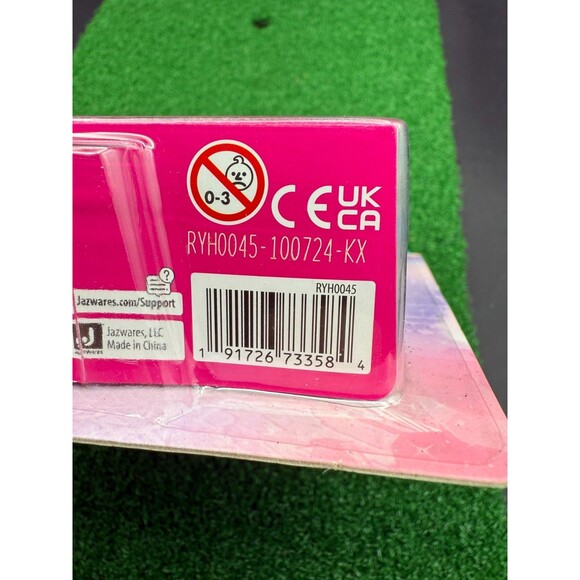 0-3
CE UK
CA
RYH0045-100724-KX
?
Jazwares.com/Support
RYH0045
J
Jazwares, LLC
Made in China
1 91726 73358 4